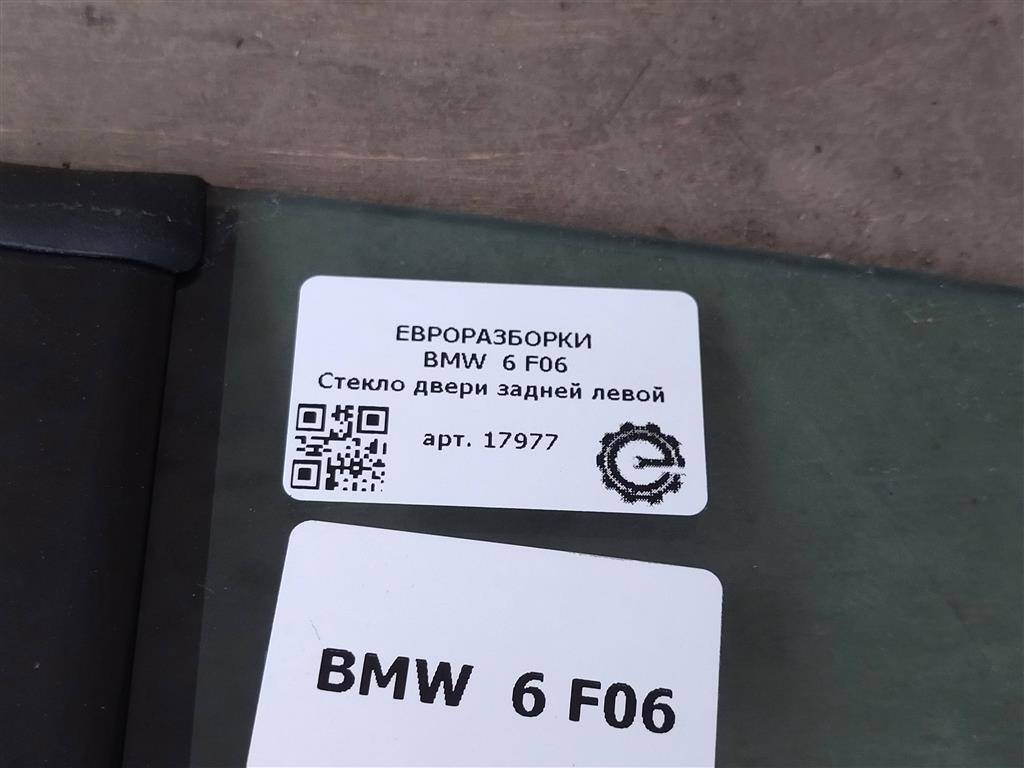 ЕВРОРАЗБОРКИ
BMW 6 F06
Стекло двери задней левой
арт. 17977
BMW 6 F06